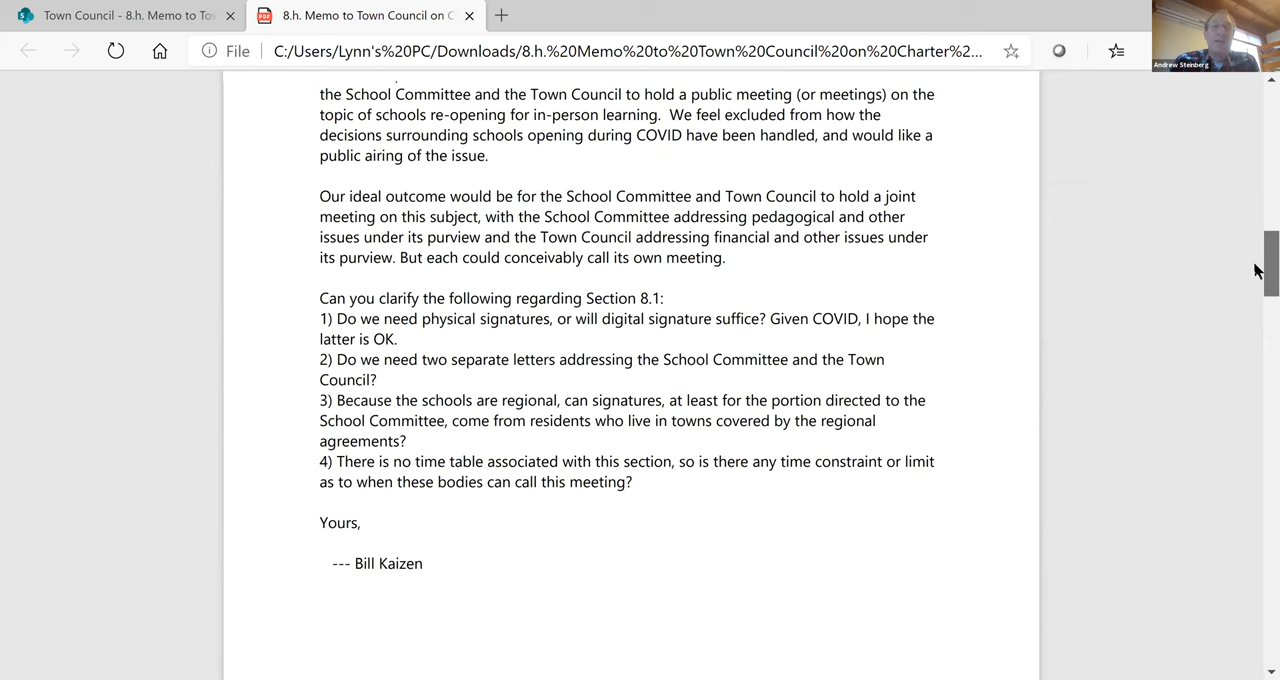 Town Council - 8.h. Memo to Tow
8.h. Memo to Town Council on C
File
C:/Users/Lynn's%20PC/Downloads/8.h.%20Memo%20to%20Town%20Council%20on%20Charter%2...
Andrew Steinberg
the School Committee and the Town Council to hold a public meeting (or meetings) on the
topic of schools re-opening for in-person learning.  We feel excluded from how the
decisions surrounding schools opening during COVID have been handled, and would like a
public airing of the issue.
Our ideal outcome would be for the School Committee and Town Council to hold a joint
meeting on this subject, with the School Committee addressing pedagogical and other
issues under its purview and the Town Council addressing financial and other issues under
its purview. But each could conceivably call its own meeting.
Can you clarify the following regarding Section 8.1:
1) Do we need physical signatures, or will digital signature suffice? Given COVID, I hope the
latter is OK.
2) Do we need two separate letters addressing the School Committee and the Town
Council?
3) Because the schools are regional, can signatures, at least for the portion directed to the
School Committee, come from residents who live in towns covered by the regional
agreements?
4) There is no time table associated with this section, so is there any time constraint or limit
as to when these bodies can call this meeting?
Yours,
--- Bill Kaizen